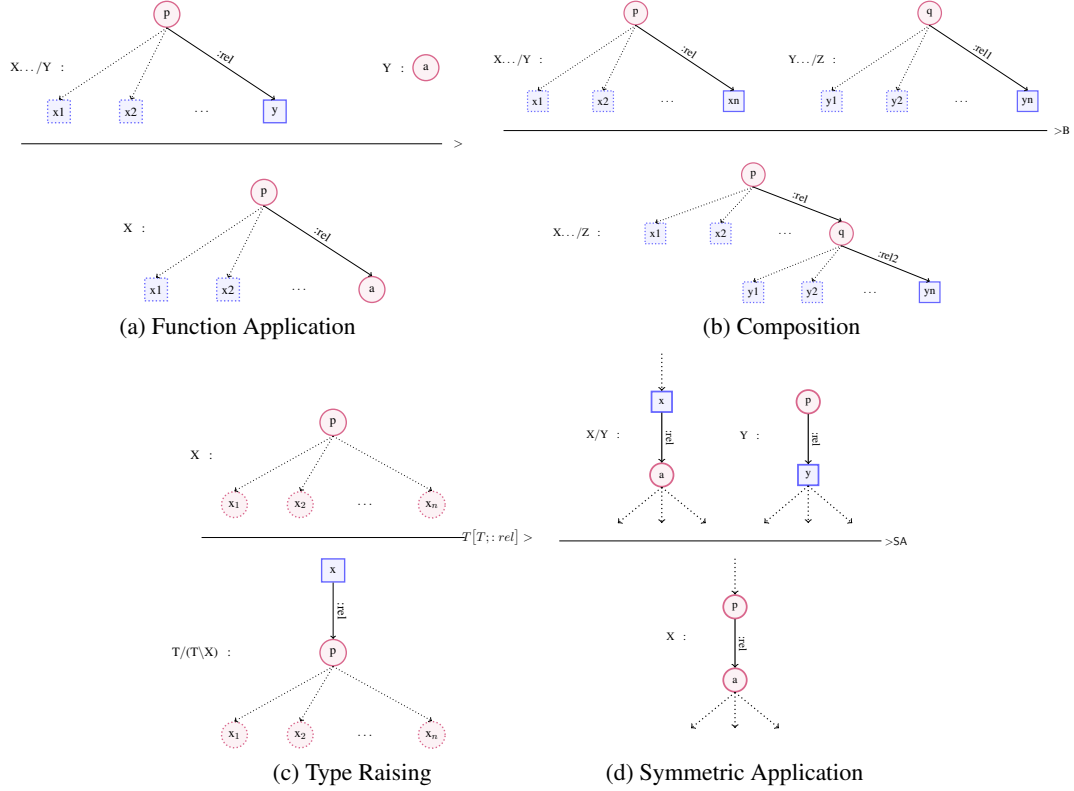 p
:rel
X…/Y :
Y :
a
x1
x2
…
y
>
p
:rel
X :
x1
x2
…
a
(a) Function Application
p
:rel
X…/Y :
x1
x2
…
xn
q
:rel1
Y…/Z :
y1
y2
…
yn
>B
p
:rel
X…/Z :
x1
x2
…
q
:rel2
y1
y2
…
yn
(b) Composition
p
X :
x₁
x₂
…
xₙ
T[T;:rel] >
x
:rel
T/(T\X) :
p
x₁
x₂
…
xₙ
(c) Type Raising
x
X/Y :
:rel
a
p
Y :
:rel
y
>SA
p
X :
:rel
a
(d) Symmetric Application